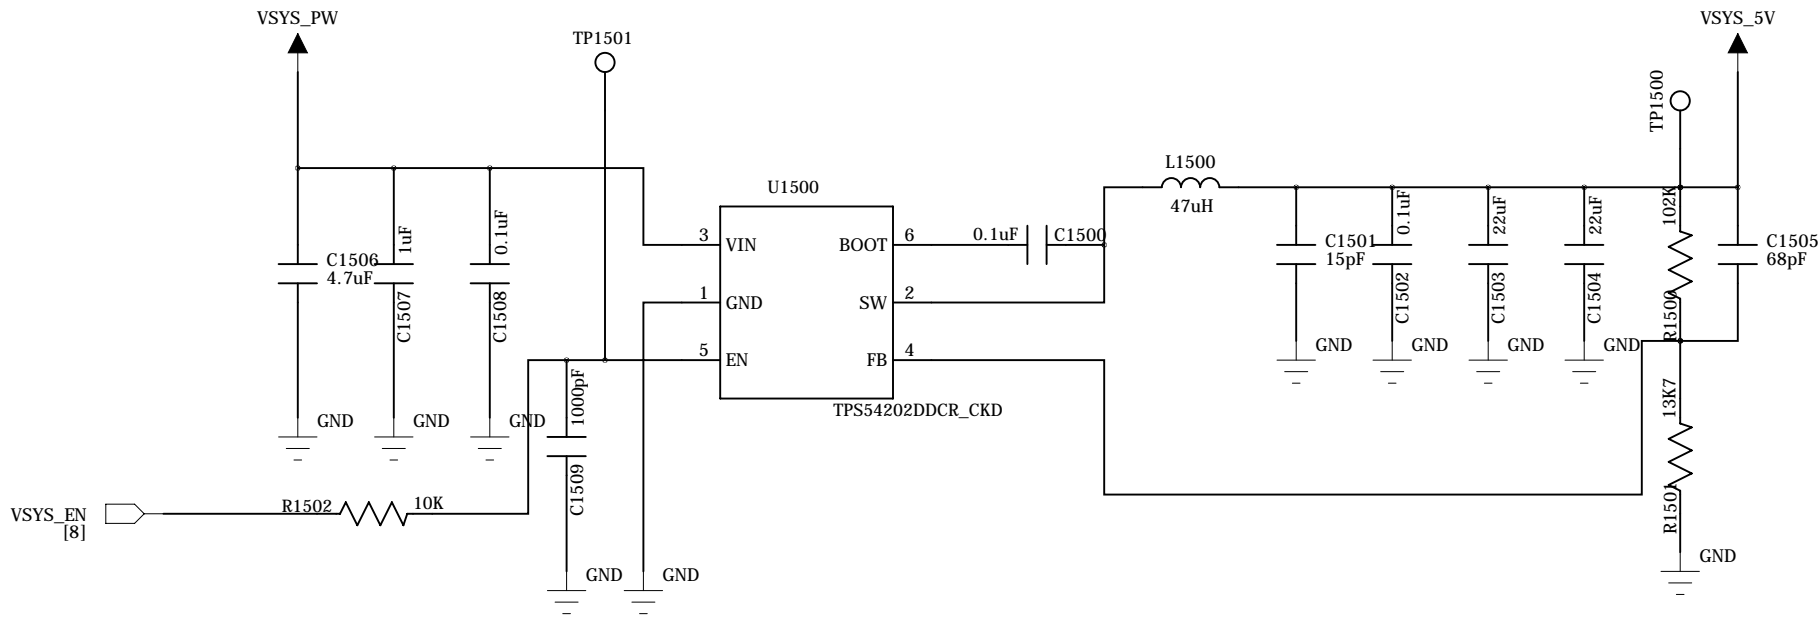 VSYS_PW
TP1501
VSYS_5V
TP1500
L1500
47uH
U1500
C1506
4.7uF
1uF
C1507
0.1uF
C1508
3
VIN
1
GND
5
EN
BOOT
6
SW
2
FB
4
TPS54202DDCR_CKD
0.1uF
C1500
C1501
15pF
0.1uF
C1502
22uF
C1503
22uF
C1504
102K
R1500
C1505
68pF
GND
GND
GND
GND
13K7
R1501
GND
GND
GND
GND
1000pF
C1509
VSYS_EN
[8]
R1502
10K
GND
GND